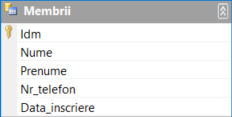 Membrii
Idm
Nume
Prenume
Nr_telefon
Data_inscriere